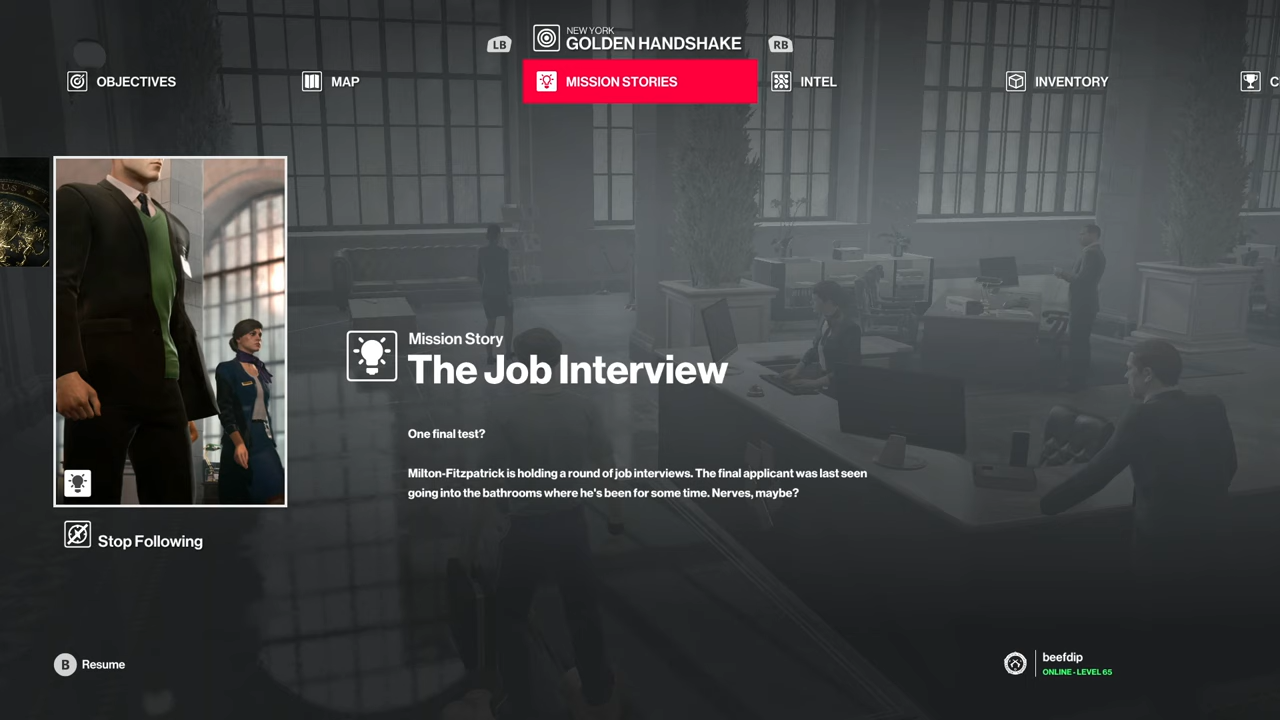 LB
NEW YORK
GOLDEN HANDSHAKE
RB
OBJECTIVES
MAP
MISSION STORIES
INTEL
INVENTORY
C
US
Mission Story
The Job Interview
One final test?
Milton-Fitzpatrick is holding a round of job interviews. The final applicant was last seen
going into the bathrooms where he's been for some time. Nerves, maybe?
Stop Following
B Resume
beefdip
ONLINE - LEVEL 65